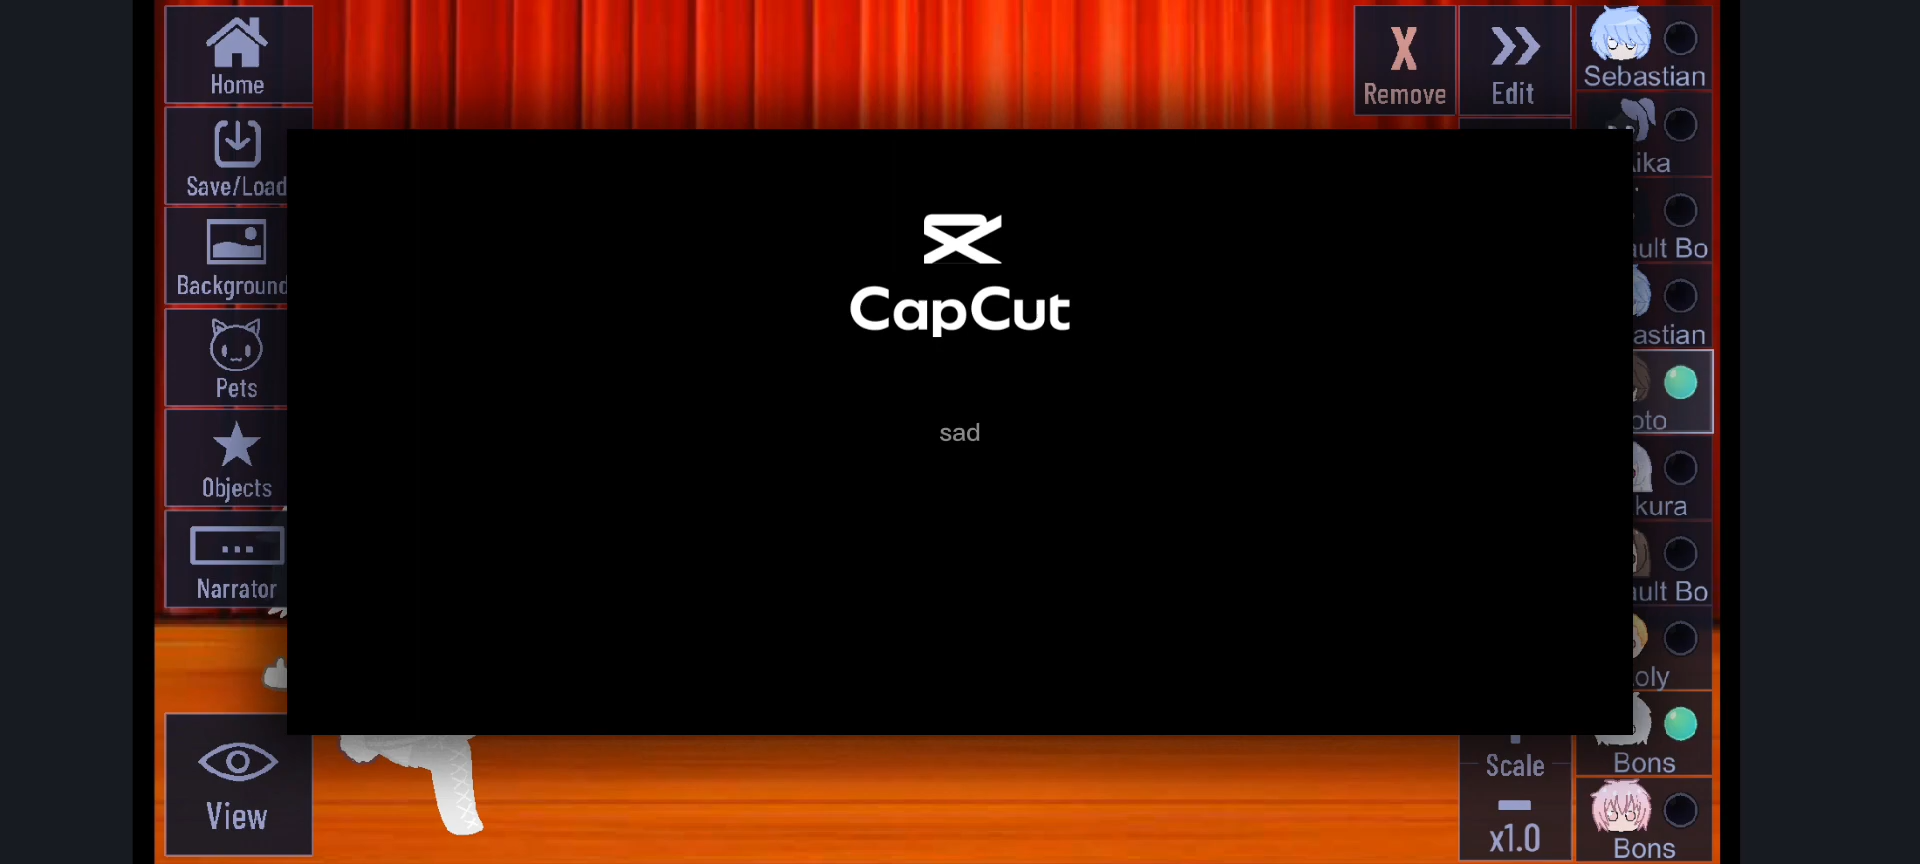 Home
Save/Load
Background
Pets
Objects
Narrator
View
X
Remove
Edit
CapCut
sad
Sebastian
ika
ult Bo
astian
oto
kura
ult Bo
oly
Bons
Bons
Scale
x1.0